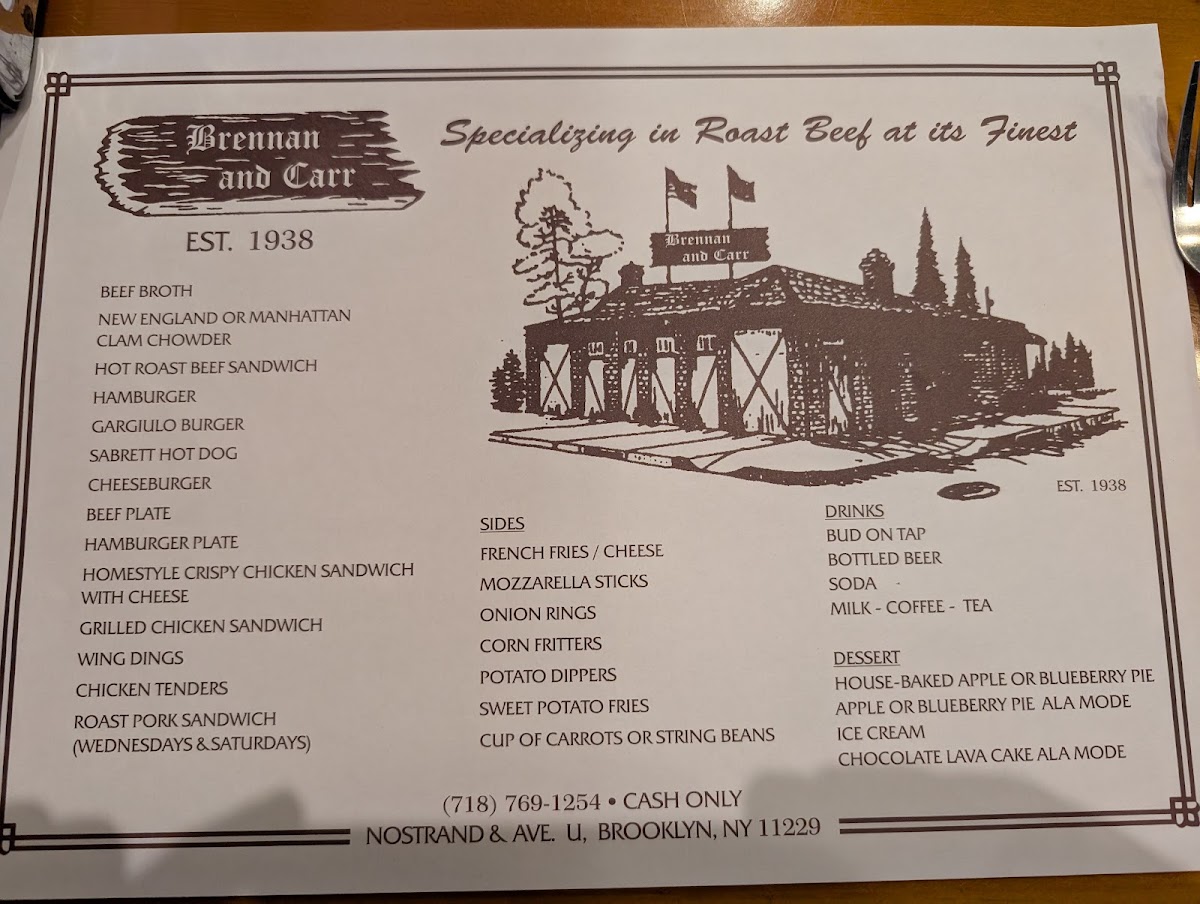 Brennan
and Carr
EST. 1938
Specializing in Roast Beef at its Finest
Brennan
and Carr
EST. 1938
BEEF BROTH
NEW ENGLAND OR MANHATTAN
CLAM CHOWDER
HOT ROAST BEEF SANDWICH
HAMBURGER
GARGIULO BURGER
SABRETT HOT DOG
CHEESEBURGER
BEEF PLATE
HAMBURGER PLATE
HOMESTYLE CRISPY CHICKEN SANDWICH
WITH CHEESE
GRILLED CHICKEN SANDWICH
WING DINGS
CHICKEN TENDERS
ROAST PORK SANDWICH
(WEDNESDAYS & SATURDAYS)
SIDES
FRENCH FRIES / CHEESE
MOZZARELLA STICKS
ONION RINGS
CORN FRITTERS
POTATO DIPPERS
SWEET POTATO FRIES
CUP OF CARROTS OR STRING BEANS
DRINKS
BUD ON TAP
BOTTLED BEER
SODA
MILK - COFFEE - TEA
DESSERT
HOUSE-BAKED APPLE OR BLUEBERRY PIE
APPLE OR BLUEBERRY PIE ALA MODE
ICE CREAM
CHOCOLATE LAVA CAKE ALA MODE
(718) 769-1254 • CASH ONLY
NOSTRAND & AVE. U, BROOKLYN, NY 11229